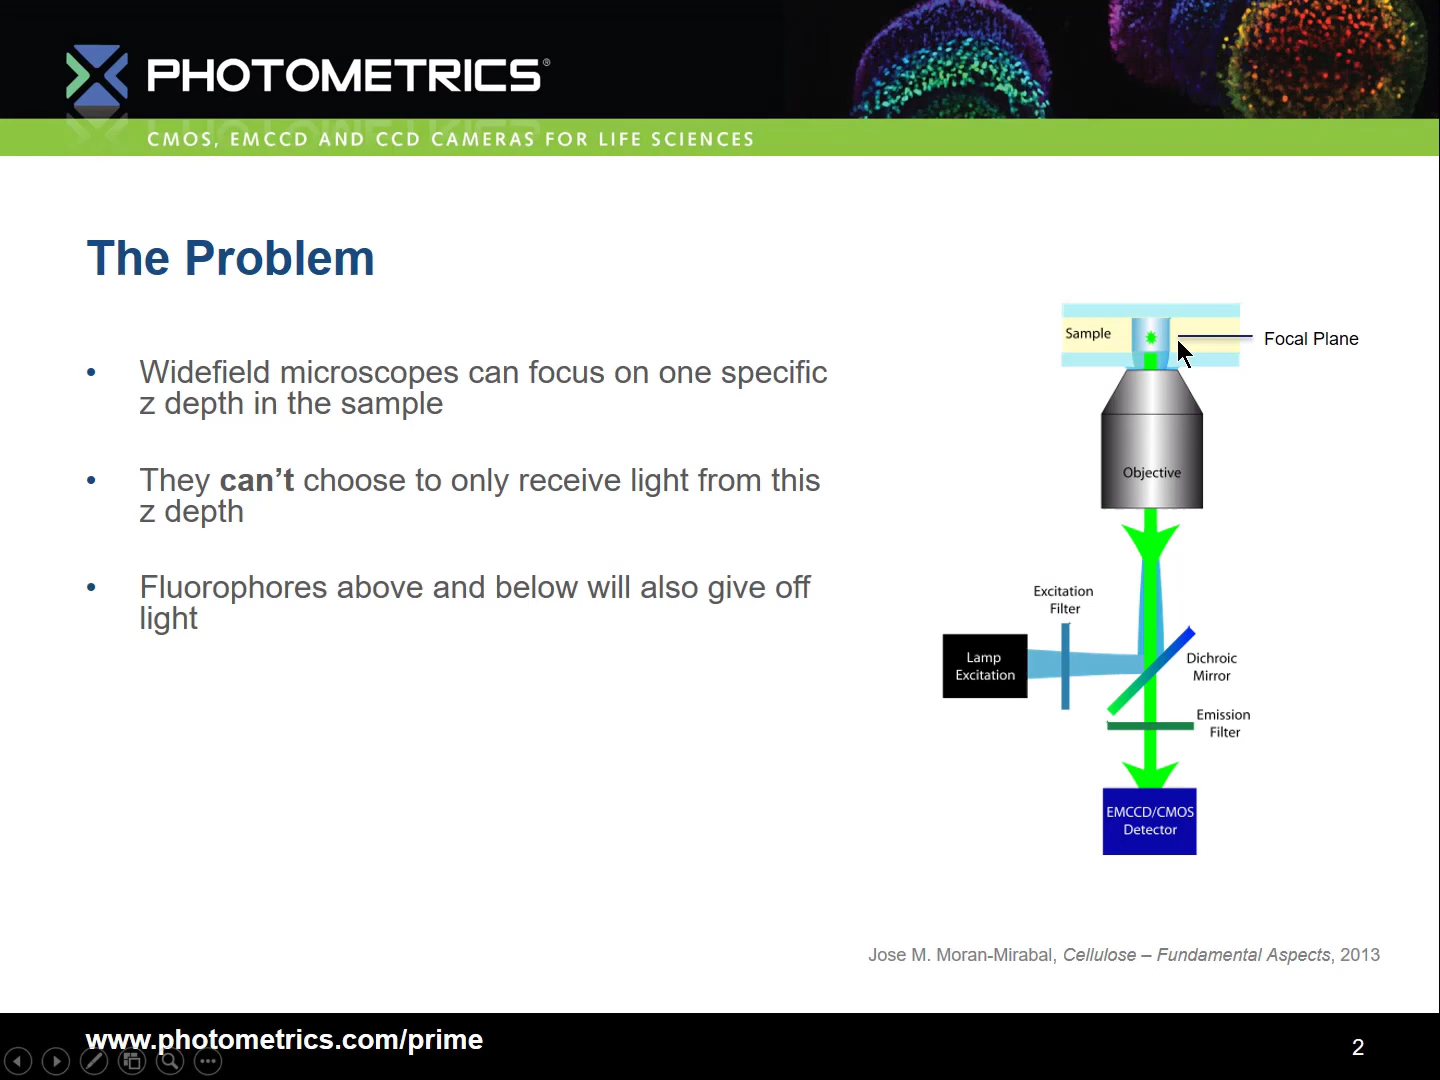 PHOTOMETRICS®
CMOS, EMCCD AND CCD CAMERAS FOR LIFE SCIENCES
The Problem
• Widefield microscopes can focus on one specific
z depth in the sample
• They can’t choose to only receive light from this
z depth
• Fluorophores above and below will also give off
light
Sample
Focal Plane
Objective
Excitation
Filter
Lamp
Excitation
Dichroic
Mirror
Emission
Filter
EMCCD/CMOS
Detector
Jose M. Moran-Mirabal, Cellulose – Fundamental Aspects, 2013
www.photometrics.com/prime
2